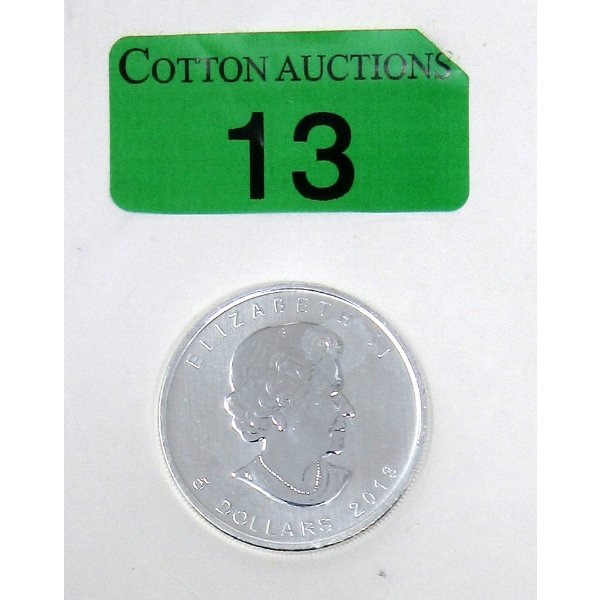 COTTON AUCTIONS
13
ELIZABETH II
5 DOLLARS 2013